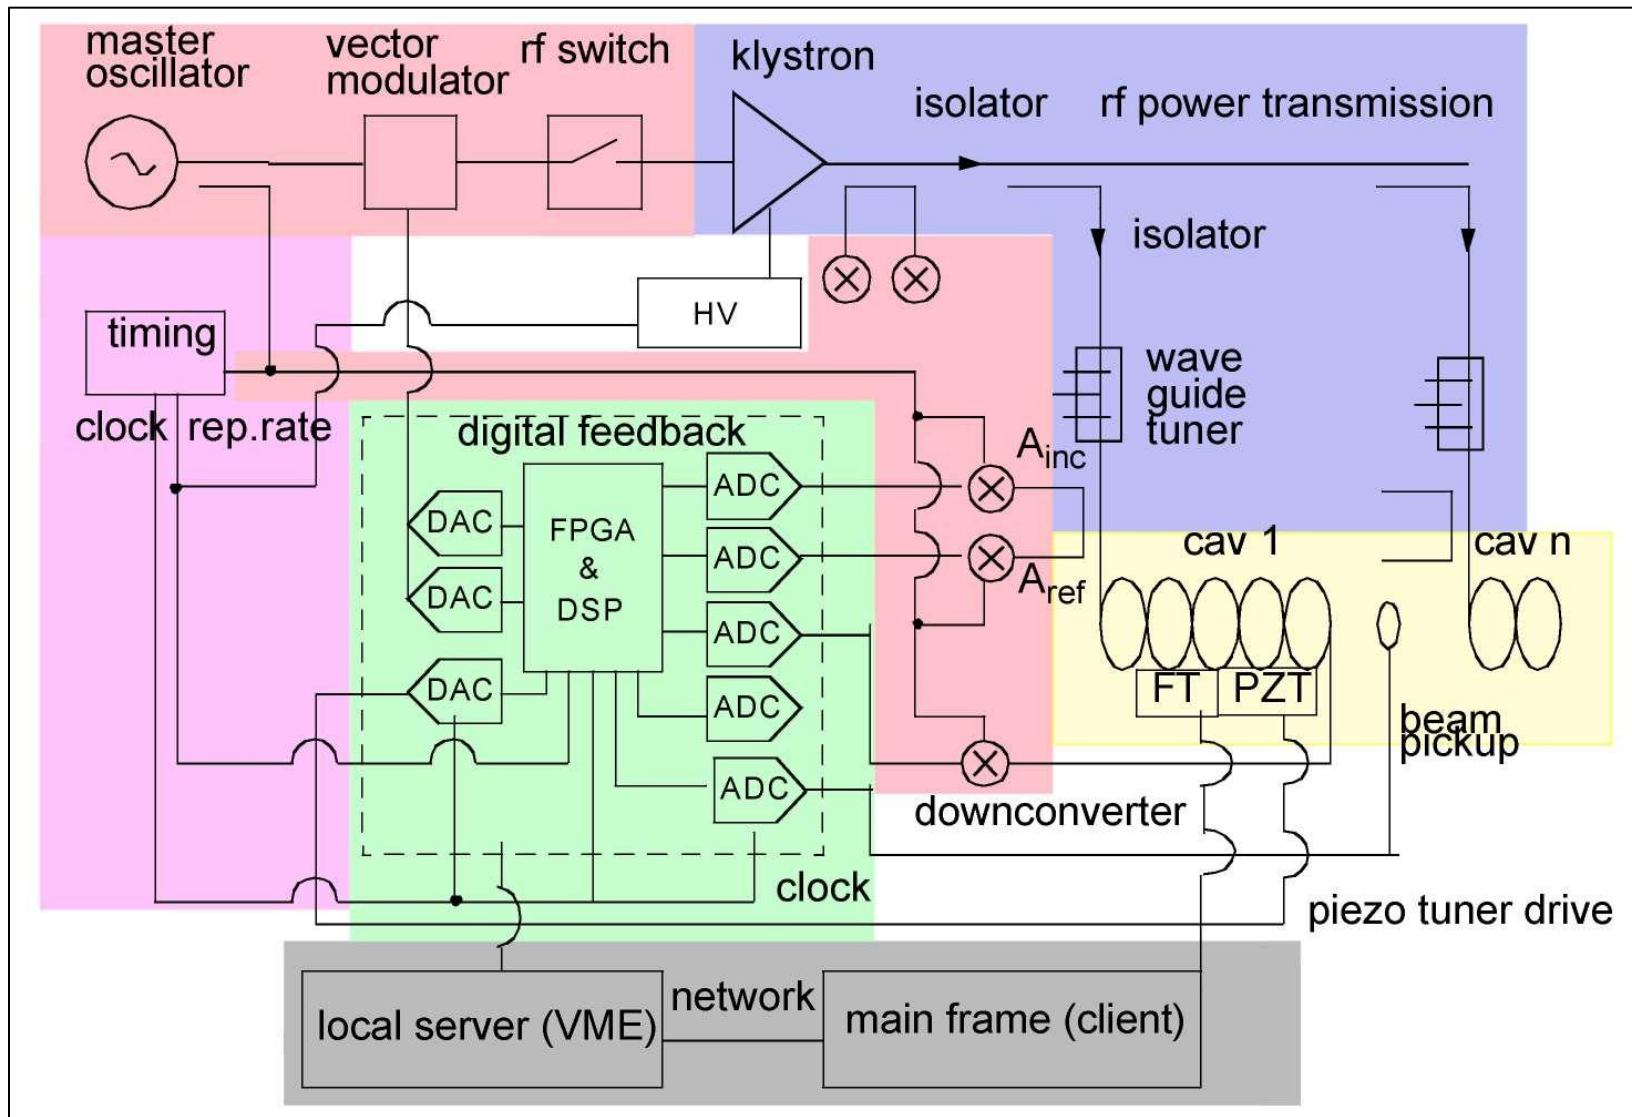 master
oscillator
vector
modulator
rf switch
klystron
isolator
rf power transmission
isolator
HV
timing
wave
guide
tuner
clock
rep.rate
digital feedback
A_inc
ADC
DAC
FPGA
&
DSP
ADC
DAC
A_ref
cav 1
cav n
ADC
DAC
ADC
FT
PZT
beam
pickup
ADC
downconverter
clock
piezo tuner drive
local server (VME)
network
main frame (client)